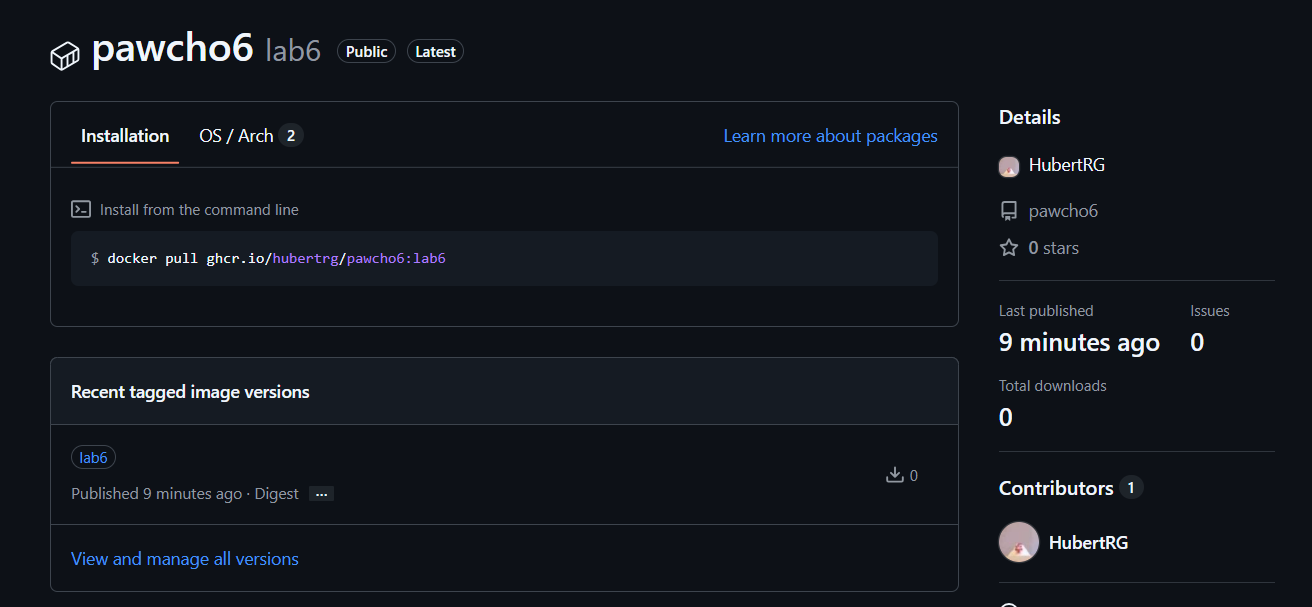 pawcho6 lab6 Public Latest
Installation OS / Arch 2 Learn more about packages
Install from the command line
$ docker pull ghcr.io/hubertrg/pawcho6:lab6
Recent tagged image versions
lab6
Published 9 minutes ago · Digest ...
0
View and manage all versions
Details
HubertRG
pawcho6
0 stars
Last published Issues
9 minutes ago 0
Total downloads
0
Contributors 1
HubertRG